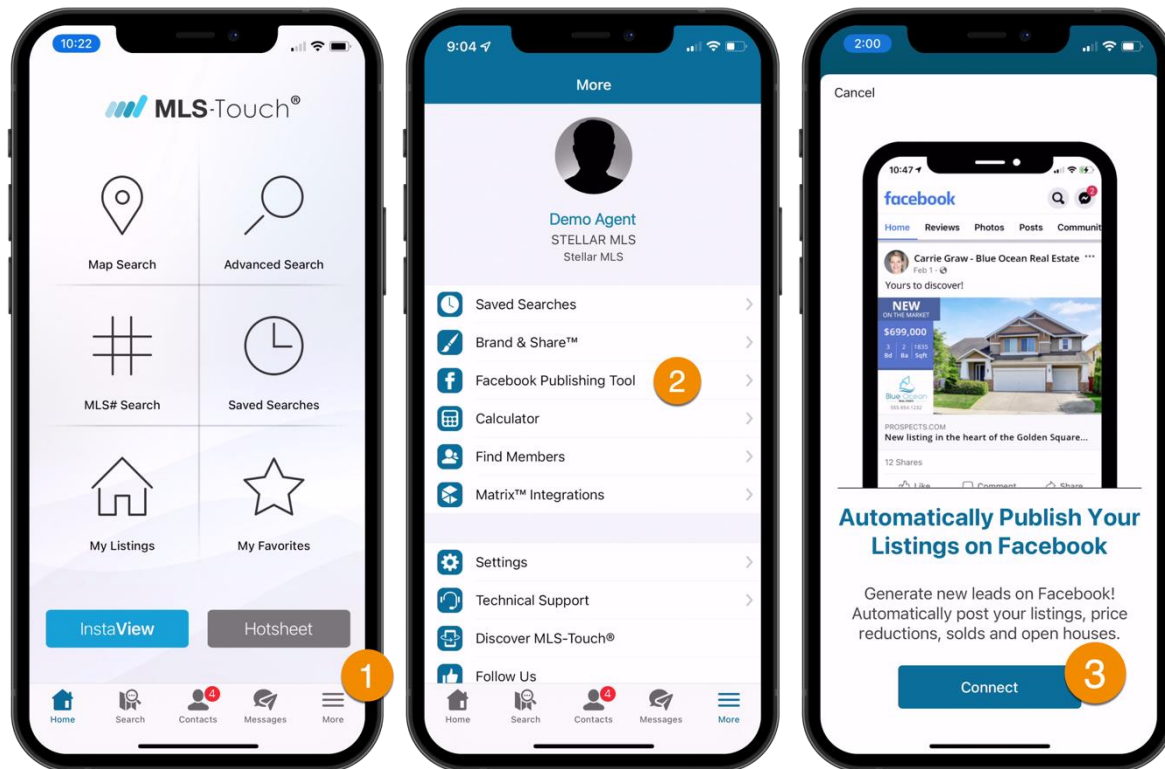 10:22
MLS-Touch®
Map Search
Advanced Search
MLS# Search
Saved Searches
My Listings
My Favorites
InstaView
Hotsheet
1
Home
Search
4
Contacts
Messages
More
9:04
More
Demo Agent
STELLAR MLS
Stellar MLS
Saved Searches
Brand & Share™
Facebook Publishing Tool
2
Calculator
Find Members
Matrix™ Integrations
Settings
Technical Support
Discover MLS-Touch®
Follow Us
Home
Search
4
Contacts
Messages
More
2:00
Cancel
10:47
facebook
2
Home Reviews Photos Posts Communit
Carrie Graw - Blue Ocean Real Estate
Feb 1
Yours to discover!
NEW
ON THE MARKET
$699,000
3 2 1835
Bd Ba Sqft
Blue Ocean
REAL ESTATE
555.693.1232
PROSPECTS.COM
New listing in the heart of the Golden Square...
12 Shares
Like Comment Share
Automatically Publish Your
Listings on Facebook
Generate new leads on Facebook!
Automatically post your listings, price
reductions, solds and open houses.
Connect
3